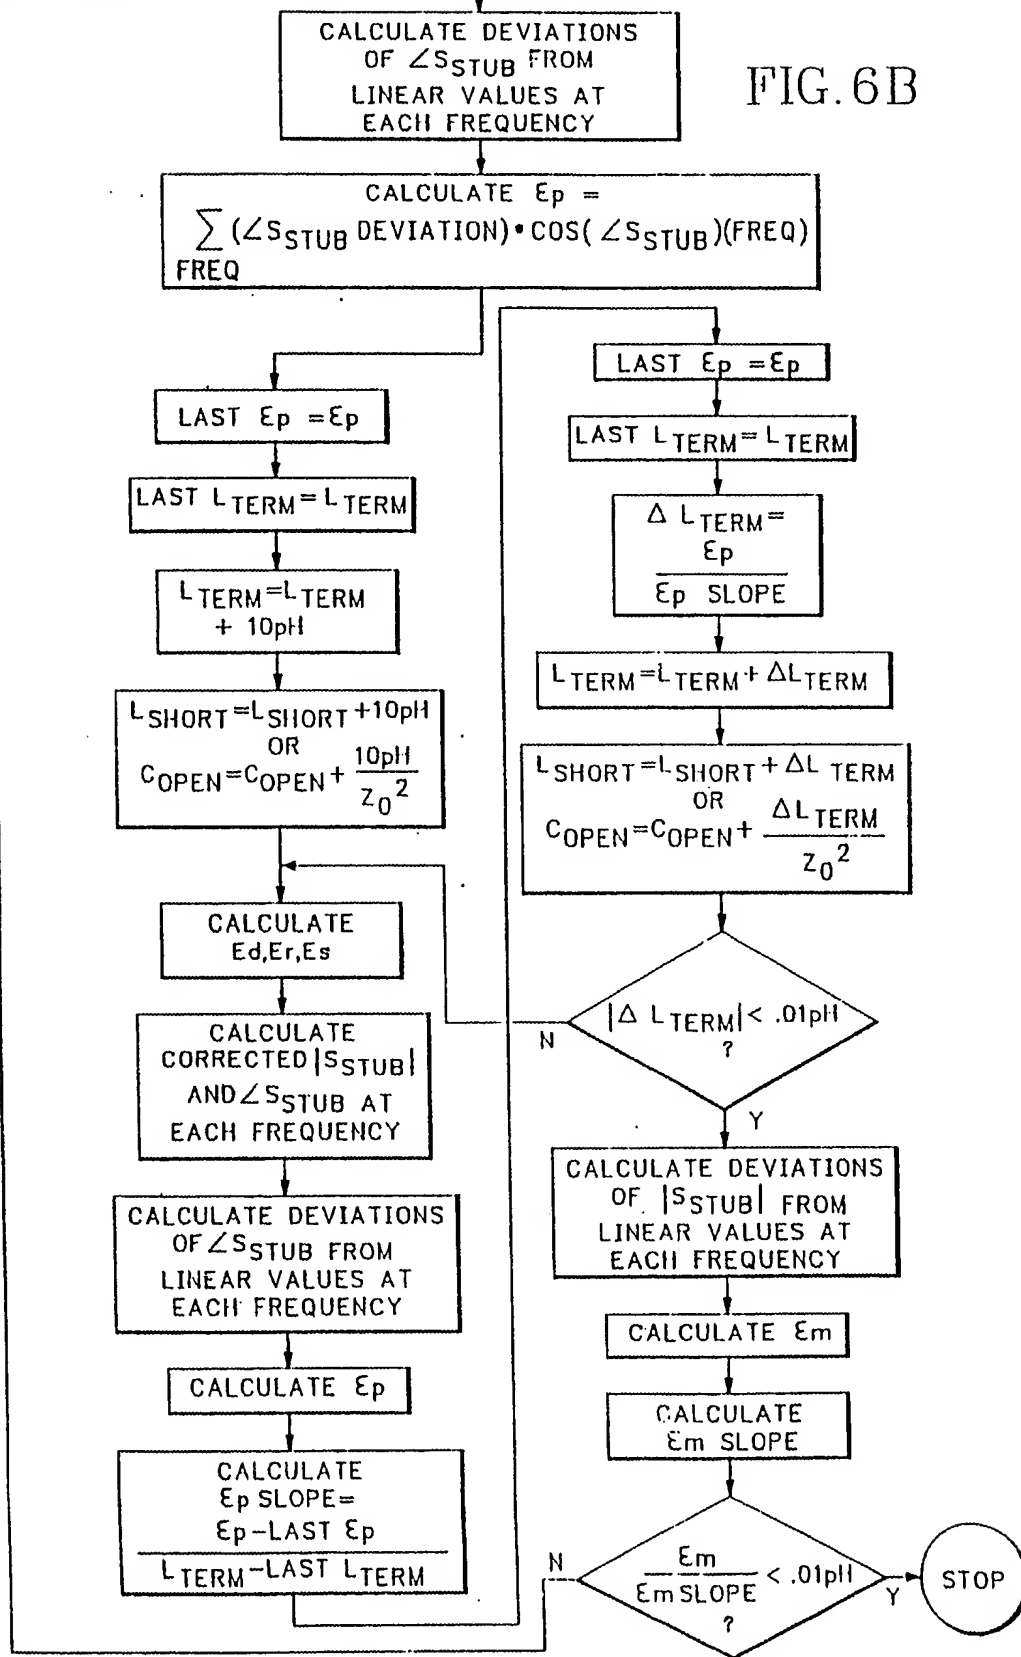 FIG. 6B
CALCULATE DEVIATIONS
OF ∠S_STUB FROM
LINEAR VALUES AT
EACH FREQUENCY
CALCULATE Ɛp =
∑ (∠S_STUB DEVIATION)•COS( ∠S_STUB)(FREQ)
FREQ
LAST Ɛp =Ɛp
LAST L_TERM = L_TERM
L_TERM = L_TERM
+ 10pH
L_SHORT = L_SHORT +10pH
OR
C_OPEN = C_OPEN + 10pH
Z_0^2
CALCULATE
Ed,Er,Es
CALCULATE
CORRECTED |S_STUB|
AND ∠S_STUB AT
EACH FREQUENCY
CALCULATE DEVIATIONS
OF ∠S_STUB FROM
LINEAR VALUES AT
EACH FREQUENCY
CALCULATE Ɛp
CALCULATE
Ɛp SLOPE=
Ɛp-LAST Ɛp
L_TERM-LAST L_TERM
LAST Ɛp =Ɛp
LAST L_TERM = L_TERM
Δ L_TERM =
Ɛp
Ɛp SLOPE
L_TERM = L_TERM + ΔL_TERM
L_SHORT = L_SHORT + ΔL_TERM
OR
C_OPEN = C_OPEN + ΔL_TERM
Z_0^2
|Δ L_TERM| < .01pH
?
N
Y
CALCULATE DEVIATIONS
OF |S_STUB| FROM
LINEAR VALUES AT
EACH FREQUENCY
CALCULATE Ɛm
CALCULATE
Ɛm SLOPE
Ɛm
Ɛm SLOPE < .01pH
?
N
Y
STOP